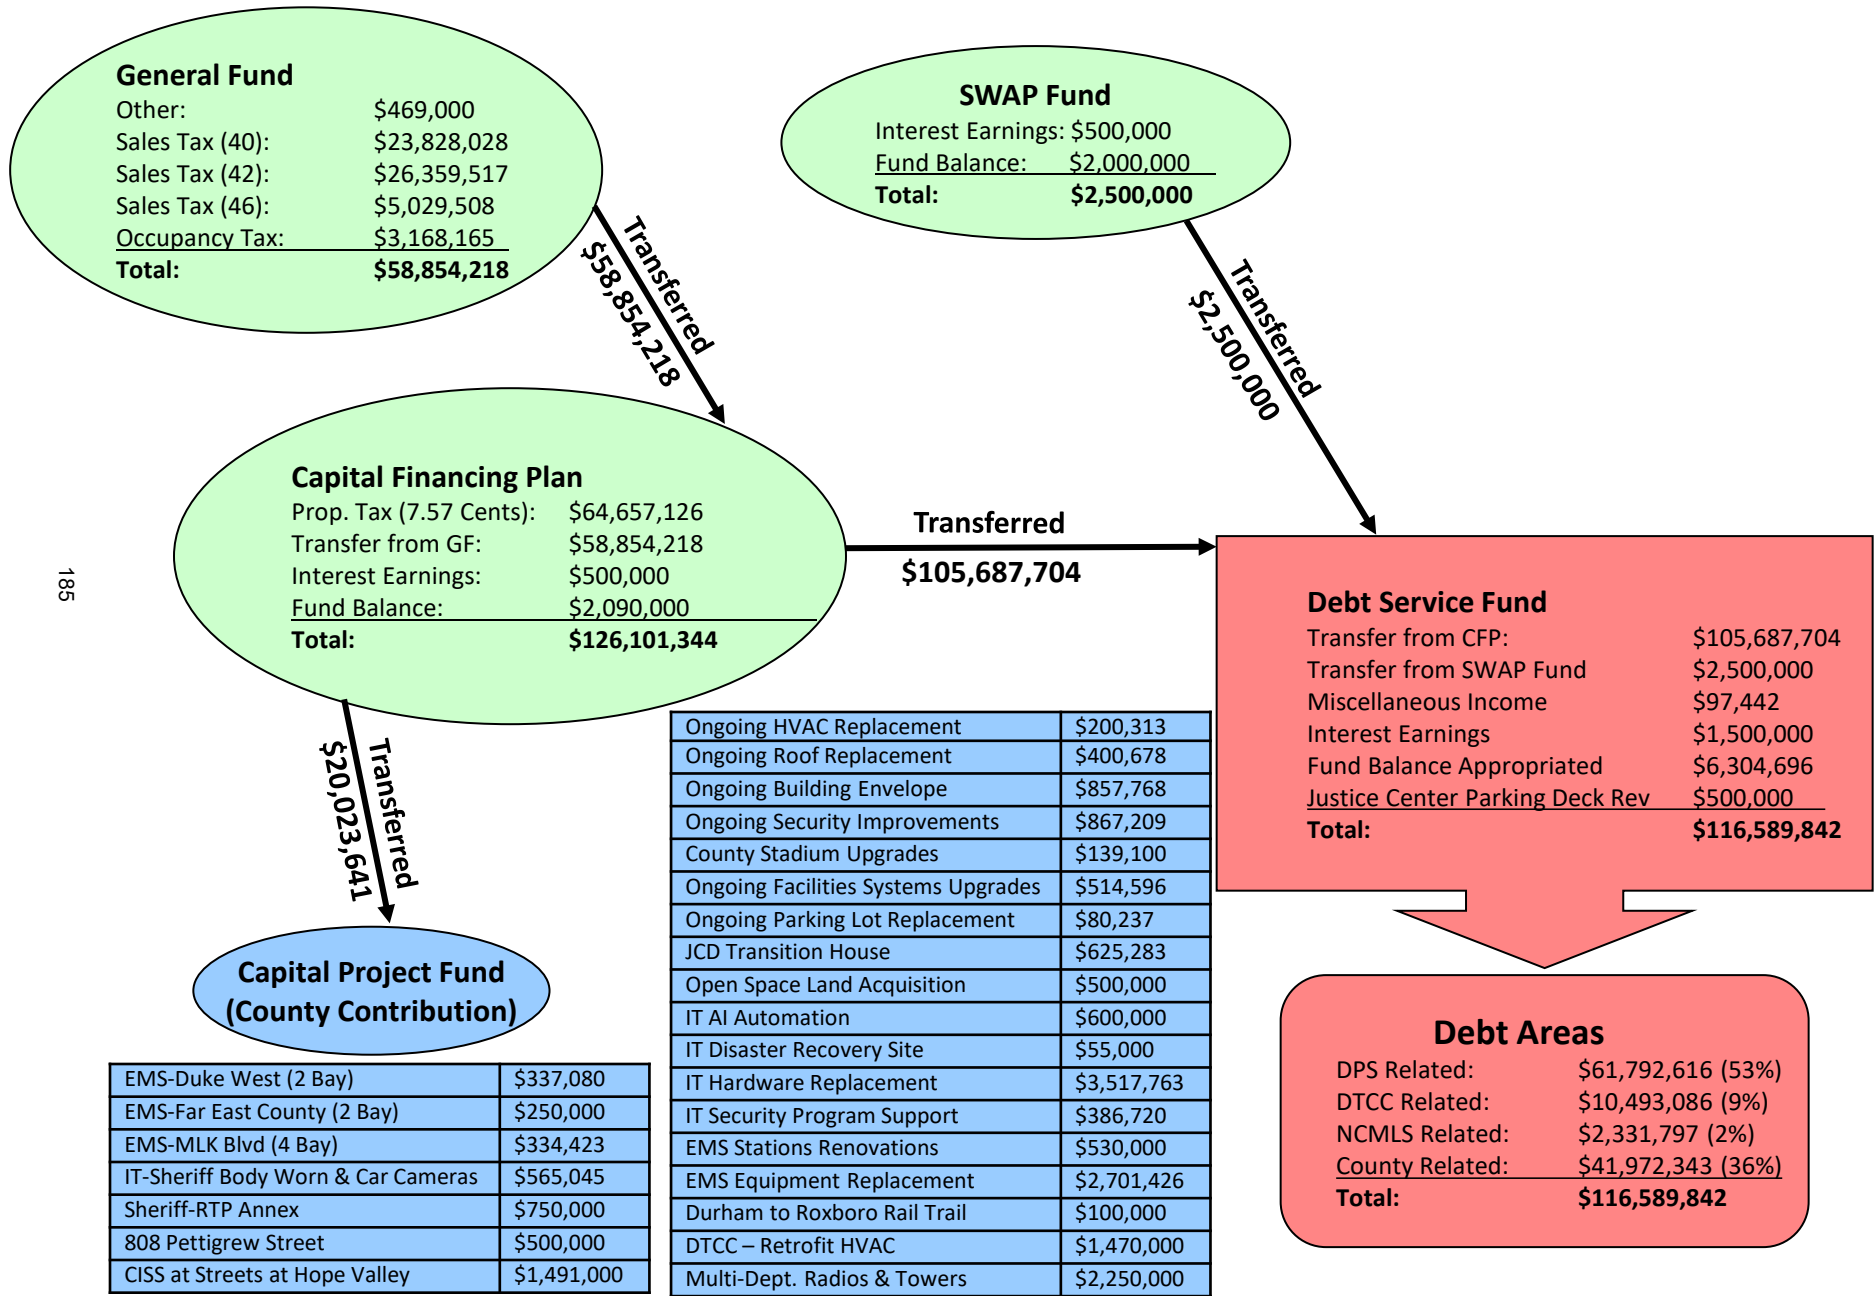 General Fund
Other: $469,000
Sales Tax (40): $23,828,028
Sales Tax (42): $26,359,517
Sales Tax (46): $5,029,508
Occupancy Tax: $3,168,165
Total: $58,854,218
SWAP Fund
Interest Earnings: $500,000
Fund Balance: $2,000,000
Total: $2,500,000
Transferred
$58,854,218
Transferred
$2,500,000
Capital Financing Plan
Prop. Tax (7.57 Cents): $64,657,126
Transfer from GF: $58,854,218
Interest Earnings: $500,000
Fund Balance: $2,090,000
Total: $126,101,344
Transferred
$105,687,704
185
Debt Service Fund
Transfer from CFP: $105,687,704
Transfer from SWAP Fund $2,500,000
Miscellaneous Income $97,442
Interest Earnings $1,500,000
Fund Balance Appropriated $6,304,696
Justice Center Parking Deck Rev $500,000
Total: $116,589,842
Transferred
$20,023,641
Capital Project Fund
(County Contribution)
EMS-Duke West (2 Bay) $337,080
EMS-Far East County (2 Bay) $250,000
EMS-MLK Blvd (4 Bay) $334,423
IT-Sheriff Body Worn & Car Cameras $565,045
Sheriff-RTP Annex $750,000
808 Pettigrew Street $500,000
CISS at Streets at Hope Valley $1,491,000
Ongoing HVAC Replacement $200,313
Ongoing Roof Replacement $400,678
Ongoing Building Envelope $857,768
Ongoing Security Improvements $867,209
County Stadium Upgrades $139,100
Ongoing Facilities Systems Upgrades $514,596
Ongoing Parking Lot Replacement $80,237
JCD Transition House $625,283
Open Space Land Acquisition $500,000
IT AI Automation $600,000
IT Disaster Recovery Site $55,000
IT Hardware Replacement $3,517,763
IT Security Program Support $386,720
EMS Stations Renovations $530,000
EMS Equipment Replacement $2,701,426
Durham to Roxboro Rail Trail $100,000
DTCC – Retrofit HVAC $1,470,000
Multi-Dept. Radios & Towers $2,250,000
Debt Areas
DPS Related: $61,792,616 (53%)
DTCC Related: $10,493,086 (9%)
NCMLS Related: $2,331,797 (2%)
County Related: $41,972,343 (36%)
Total: $116,589,842